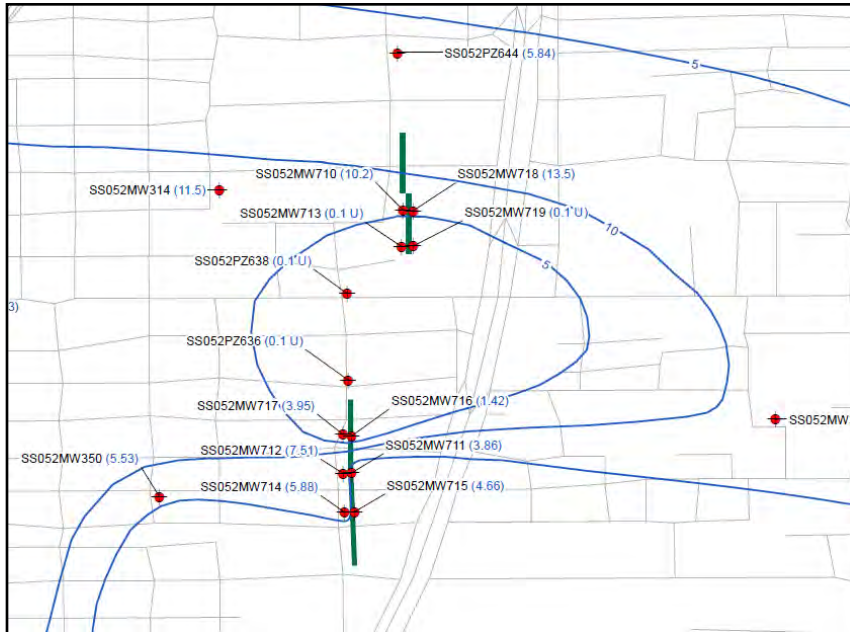 SS052PZ644 (5.84)
5
SS052MW710 (10.2)
SS052MW718 (13.5)
SS052MW314 (11.5)
SS052MW713 (0.1 U)
SS052MW719 (0.1 U)
10
SS052PZ638 (0.1 U)
5
3)
SS052PZ636 (0.1 U)
SS052MW717 (3.95)
SS052MW716 (1.42)
SS052MW
SS052MW350 (5.53)
SS052MW712 (7.51)
SS052MW711 (3.86)
SS052MW714 (5.88)
SS052MW715 (4.66)